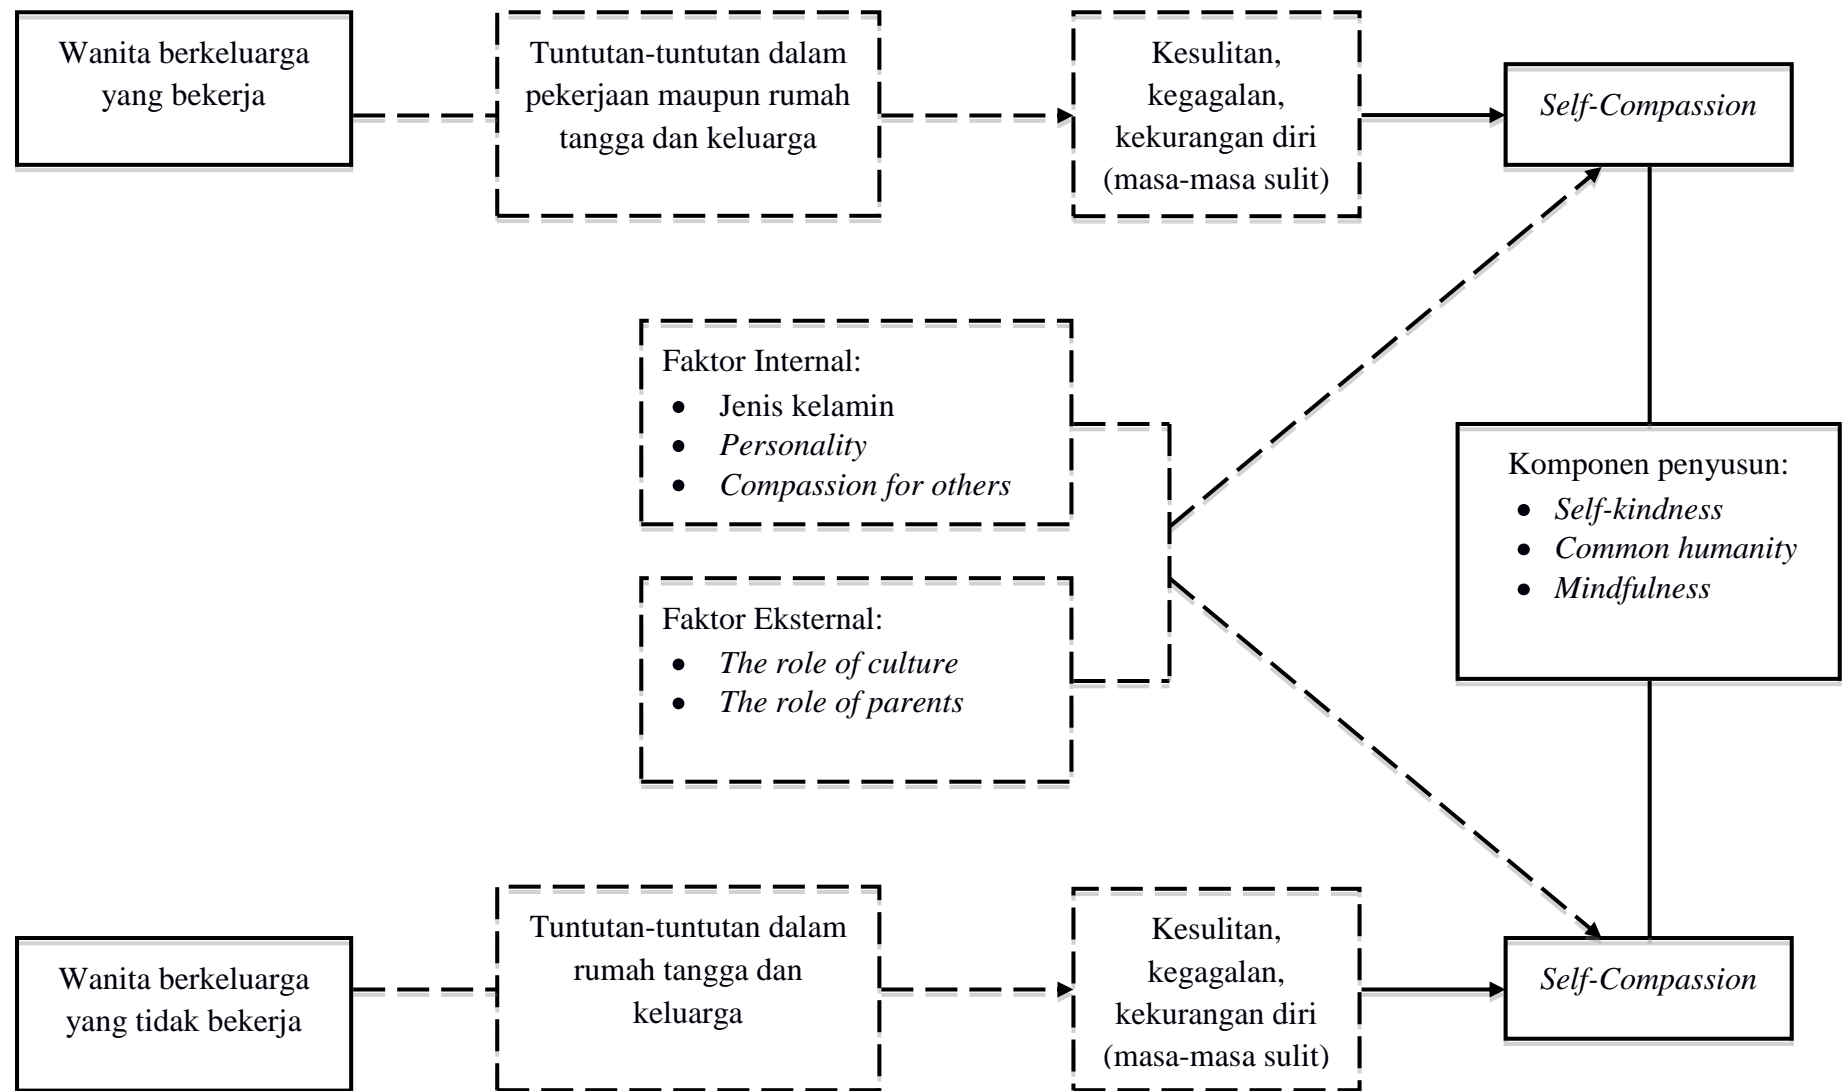 Wanita berkeluarga
yang bekerja
Tuntutan-tuntutan dalam
pekerjaan maupun rumah
tangga dan keluarga
Kesulitan,
kegagalan,
kekurangan diri
(masa-masa sulit)
Self-Compassion
Faktor Internal:
• Jenis kelamin
• Personality
• Compassion for others
Komponen penyusun:
• Self-kindness
• Common humanity
• Mindfulness
Faktor Eksternal:
• The role of culture
• The role of parents
Wanita berkeluarga
yang tidak bekerja
Tuntutan-tuntutan dalam
rumah tangga dan
keluarga
Kesulitan,
kegagalan,
kekurangan diri
(masa-masa sulit)
Self-Compassion